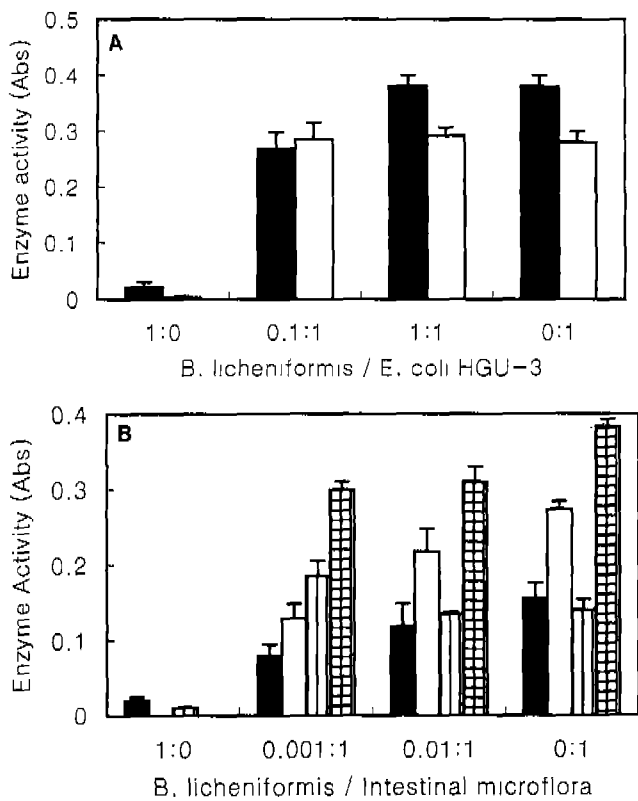 0.5
A
0.4
0.3
0.2
0.1
0
Enzyme activity (Abs)
1:0 0.1:1 1:1 0:1
B. licheniformis / E. coli HGU-3
0.4
B
0.3
0.2
0.1
0
Enzyme Activity (Abs)
1:0 0.001:1 0.01:1 0:1
B, licheniformis / Intestinal microflora